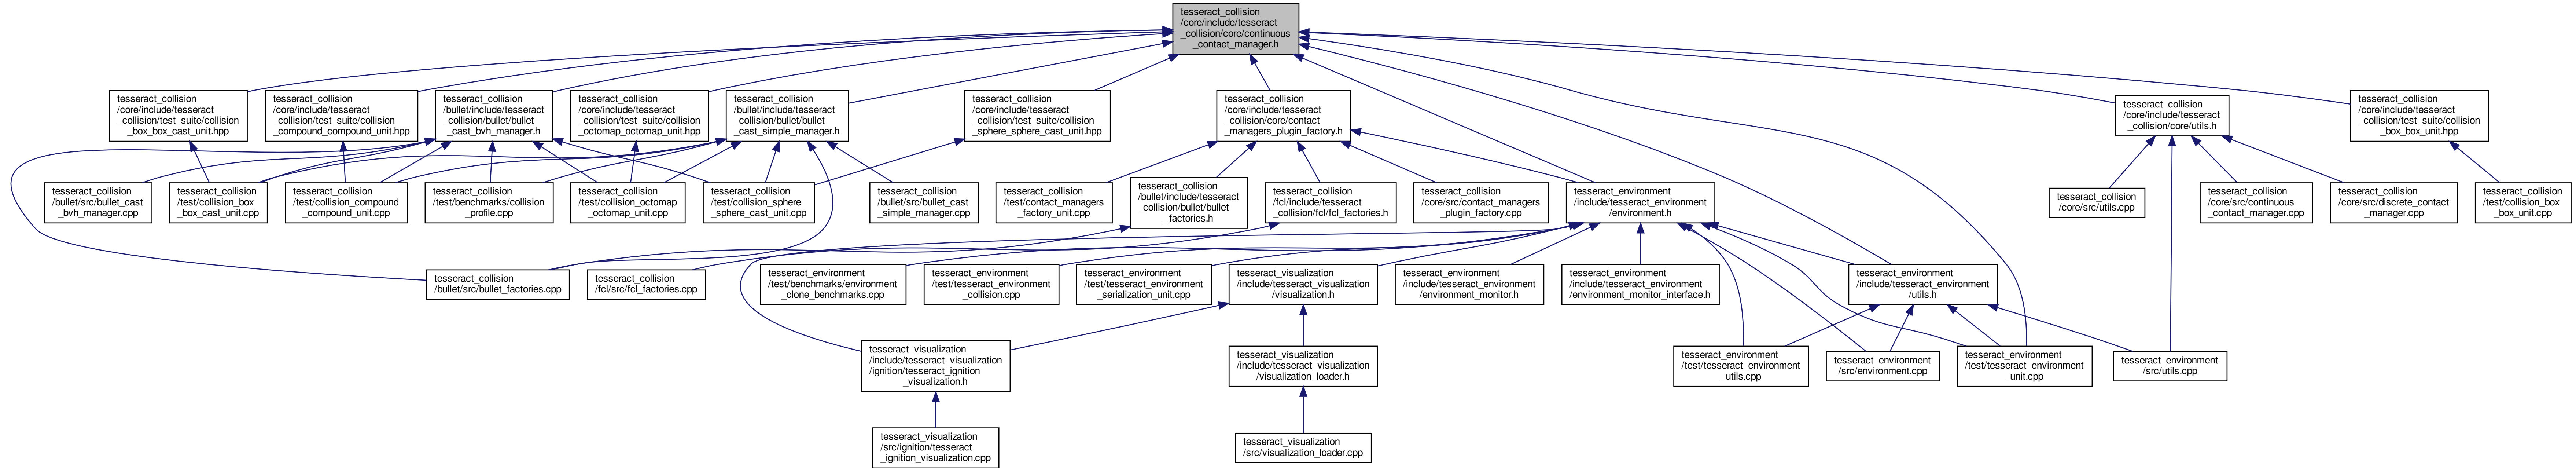 tesseract_collision
/core/include/tesseract
_collision/core/continuous
_contact_manager.h
tesseract_collision
/core/include/tesseract
_collision/test_suite/collision
_box_box_cast_unit.hpp
tesseract_collision
/core/include/tesseract
_collision/test_suite/collision
_compound_compound_unit.hpp
tesseract_collision
/bullet/include/tesseract
_collision/bullet/bullet
_cast_bvh_manager.h
tesseract_collision
/core/include/tesseract
_collision/test_suite/collision
_octomap_octomap_unit.hpp
tesseract_collision
/bullet/include/tesseract
_collision/bullet/bullet
_cast_simple_manager.h
tesseract_collision
/core/include/tesseract
_collision/test_suite/collision
_sphere_sphere_cast_unit.hpp
tesseract_collision
/core/include/tesseract
_collision/core/contact
_managers_plugin_factory.h
tesseract_collision
/core/include/tesseract
_collision/core/utils.h
tesseract_collision
/core/include/tesseract
_collision/test_suite/collision
_box_box_unit.hpp
tesseract_collision
/bullet/src/bullet_cast
_bvh_manager.cpp
tesseract_collision
/test/collision_box
_box_cast_unit.cpp
tesseract_collision
/test/collision_compound
_compound_unit.cpp
tesseract_collision
/test/benchmarks/collision
_profile.cpp
tesseract_collision
/test/collision_octomap
_octomap_unit.cpp
tesseract_collision
/test/collision_sphere
_sphere_cast_unit.cpp
tesseract_collision
/bullet/src/bullet_cast
_simple_manager.cpp
tesseract_collision
/test/contact_managers
_factory_unit.cpp
tesseract_collision
/bullet/include/tesseract
_collision/bullet/bullet
_factories.h
tesseract_collision
/fcl/include/tesseract
_collision/fcl/fcl_factories.h
tesseract_collision
/core/src/contact_managers
_plugin_factory.cpp
tesseract_environment
/include/tesseract_environment
/environment.h
tesseract_collision
/core/src/utils.cpp
tesseract_collision
/core/src/continuous
_contact_manager.cpp
tesseract_collision
/core/src/discrete_contact
_manager.cpp
tesseract_collision
/test/collision_box
_box_unit.cpp
tesseract_collision
/bullet/src/bullet_factories.cpp
tesseract_collision
/fcl/src/fcl_factories.cpp
tesseract_environment
/test/benchmarks/environment
_clone_benchmarks.cpp
tesseract_environment
/test/tesseract_environment
_collision.cpp
tesseract_environment
/test/tesseract_environment
_serialization_unit.cpp
tesseract_visualization
/include/tesseract_visualization
/visualization.h
tesseract_environment
/include/tesseract_environment
/environment_monitor.h
tesseract_environment
/include/tesseract_environment
/environment_monitor_interface.h
tesseract_environment
/include/tesseract_environment
/utils.h
tesseract_visualization
/include/tesseract_visualization
/ignition/tesseract_ignition
_visualization.h
tesseract_visualization
/include/tesseract_visualization
/visualization_loader.h
tesseract_environment
/test/tesseract_environment
_utils.cpp
tesseract_environment
/src/environment.cpp
tesseract_environment
/test/tesseract_environment
_unit.cpp
tesseract_environment
/src/utils.cpp
tesseract_visualization
/src/ignition/tesseract
_ignition_visualization.cpp
tesseract_visualization
/src/visualization_loader.cpp